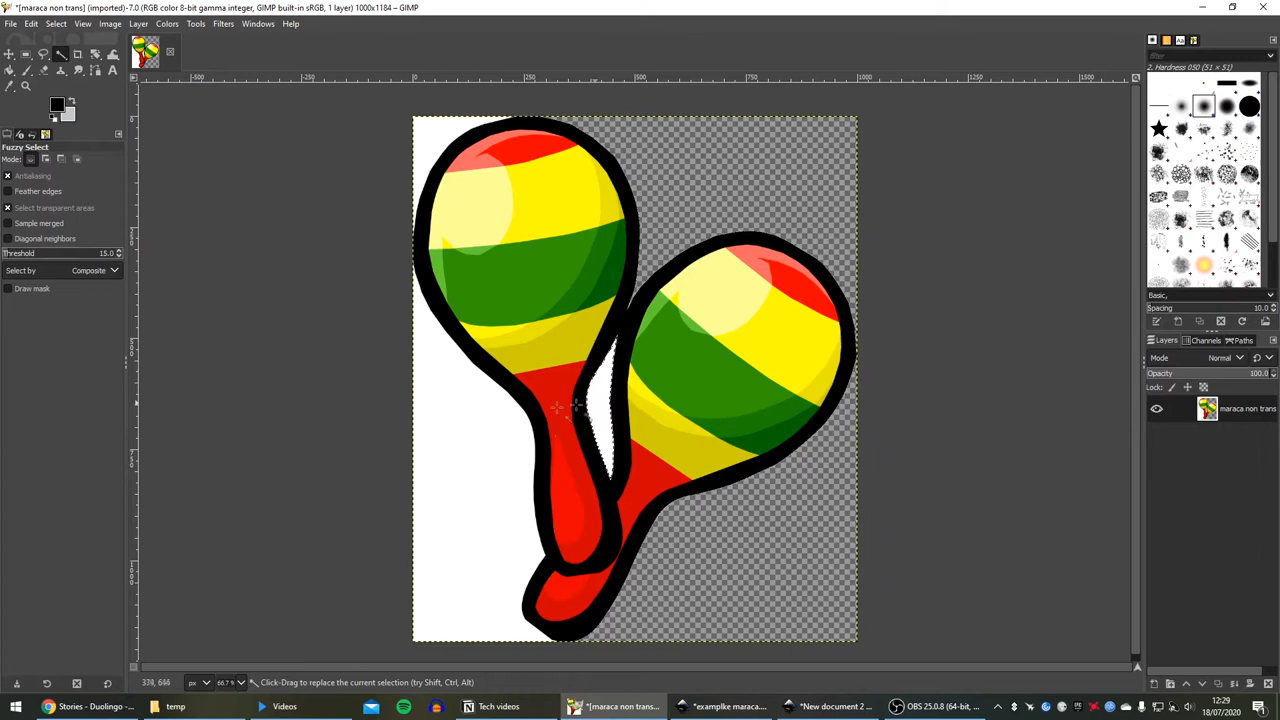 *[maraca non trans] (imported)-7.0 (RGB color 8-bit gamma integer, GIMP built-in sRGB, 1 layer) 1000x1184 – GIMP
File Edit Select View Image Layer Colors Tools Filters Windows Help
Fuzzy Select
Mode:
Antialiasing
Feather edges
Select transparent areas
Sample merged
Diagonal neighbors
Threshold 15.0
Select by Composite
Draw mask
filter
2. Hardness 050 (51 × 51)
Basic,
Spacing 10.0
Layers Channels Paths
Mode Normal
Opacity 100.0
Lock:
maraca non trans
px 66.7 % Click-Drag to replace the current selection (try Shift, Ctrl, Alt)
Stories - Duolingo -... temp Videos Tech videos *[maraca non trans... *examplke maraca.... *New document 2 ... OBS 25.0.8 (64-bit, ...
12:29
18/07/2020